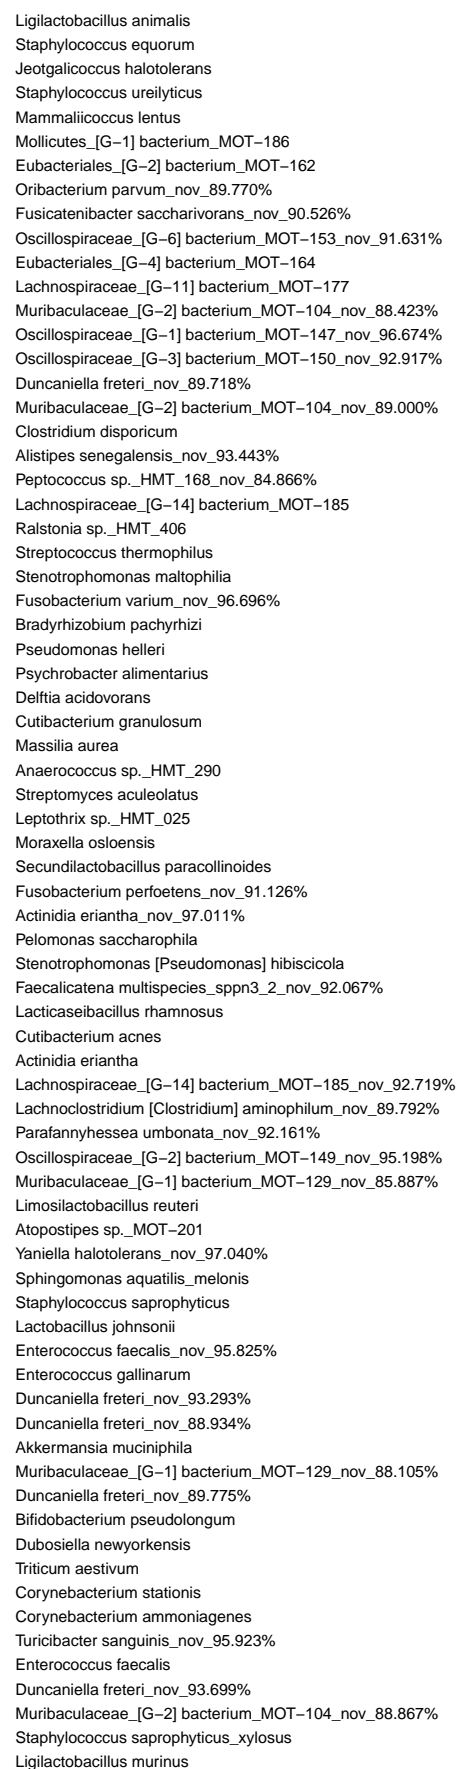 Ligilactobacillus animalis
Staphylococcus equorum
Jeotgalicoccus halotolerans
Staphylococcus ureilyticus
Mammaliicoccus lentus
Mollicutes_[G−1] bacterium_MOT−186
Eubacteriales_[G−2] bacterium_MOT−162
Oribacterium parvum_nov_89.770%
Fusicatenibacter saccharivorans_nov_90.526%
Oscillospiraceae_[G−6] bacterium_MOT−153_nov_91.631%
Eubacteriales_[G−4] bacterium_MOT−164
Lachnospiraceae_[G−11] bacterium_MOT−177
Muribaculaceae_[G−2] bacterium_MOT−104_nov_88.423%
Oscillospiraceae_[G−1] bacterium_MOT−147_nov_96.674%
Oscillospiraceae_[G−3] bacterium_MOT−150_nov_92.917%
Duncaniella freteri_nov_89.718%
Muribaculaceae_[G−2] bacterium_MOT−104_nov_89.000%
Clostridium disporicum
Alistipes senegalensis_nov_93.443%
Peptococcus sp._HMT_168_nov_84.866%
Lachnospiraceae_[G−14] bacterium_MOT−185
Ralstonia sp._HMT_406
Streptococcus thermophilus
Stenotrophomonas maltophilia
Fusobacterium varium_nov_96.696%
Bradyrhizobium pachyrhizi
Pseudomonas helleri
Psychrobacter alimentarius
Delftia acidovorans
Cutibacterium granulosum
Massilia aurea
Anaerococcus sp._HMT_290
Streptomyces aculeolatus
Leptothrix sp._HMT_025
Moraxella osloensis
Secundilactobacillus paracollinoides
Fusobacterium perfoetens_nov_91.126%
Actinidia eriantha_nov_97.011%
Pelomonas saccharophila
Stenotrophomonas [Pseudomonas] hibiscicola
Faecalicatena multispecies_sppn3_2_nov_92.067%
Lacticaseibacillus rhamnosus
Cutibacterium acnes
Actinidia eriantha
Lachnospiraceae_[G−14] bacterium_MOT−185_nov_92.719%
Lachnoclostridium [Clostridium] aminophilum_nov_89.792%
Parafannyhessea umbonata_nov_92.161%
Oscillospiraceae_[G−2] bacterium_MOT−149_nov_95.198%
Muribaculaceae_[G−1] bacterium_MOT−129_nov_85.887%
Limosilactobacillus reuteri
Atopostipes sp._MOT−201
Yaniella halotolerans_nov_97.040%
Sphingomonas aquatilis_melonis
Staphylococcus saprophyticus
Lactobacillus johnsonii
Enterococcus faecalis_nov_95.825%
Enterococcus gallinarum
Duncaniella freteri_nov_93.293%
Duncaniella freteri_nov_88.934%
Akkermansia muciniphila
Muribaculaceae_[G−1] bacterium_MOT−129_nov_88.105%
Duncaniella freteri_nov_89.775%
Bifidobacterium pseudolongum
Dubosiella newyorkensis
Triticum aestivum
Corynebacterium stationis
Corynebacterium ammoniagenes
Turicibacter sanguinis_nov_95.923%
Enterococcus faecalis
Duncaniella freteri_nov_93.699%
Muribaculaceae_[G−2] bacterium_MOT−104_nov_88.867%
Staphylococcus saprophyticus_xylosus
Ligilactobacillus murinus